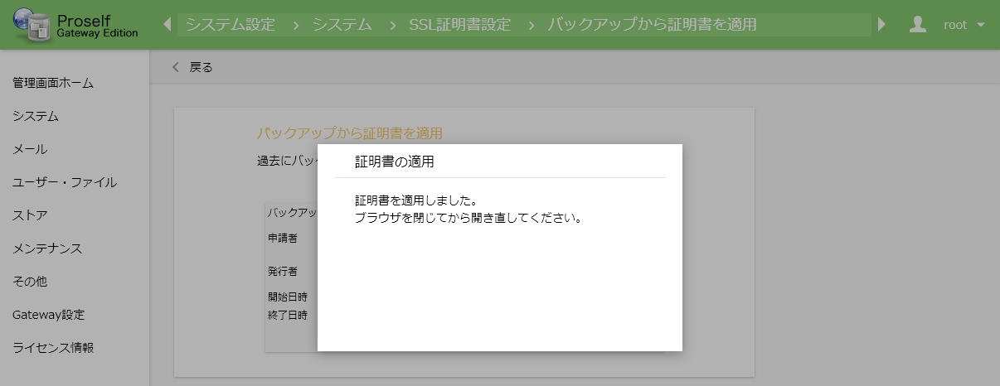 Proself
Gateway Edition
システム設定 > システム > SSL証明書設定 > バックアップから証明書を適用
root
戻る
管理画面ホーム
システム
メール
ユーザー・ファイル
ストア
メンテナンス
その他
Gateway設定
ライセンス情報
バックアップから証明書を適用
過去にバッ
バックアッ
申請者
発行者
開始日時
終了日時
証明書の適用
証明書を適用しました。
ブラウザを閉じてから開き直してください。